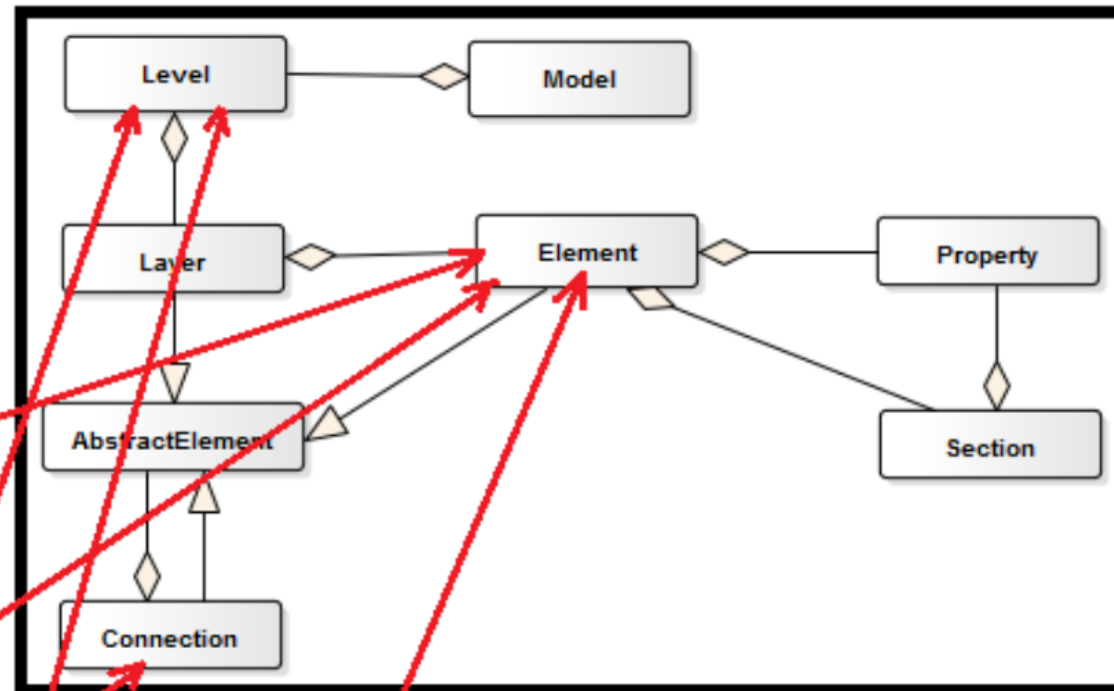 Level
Model
Layer
Element
Property
AbstractElement
Section
Connection